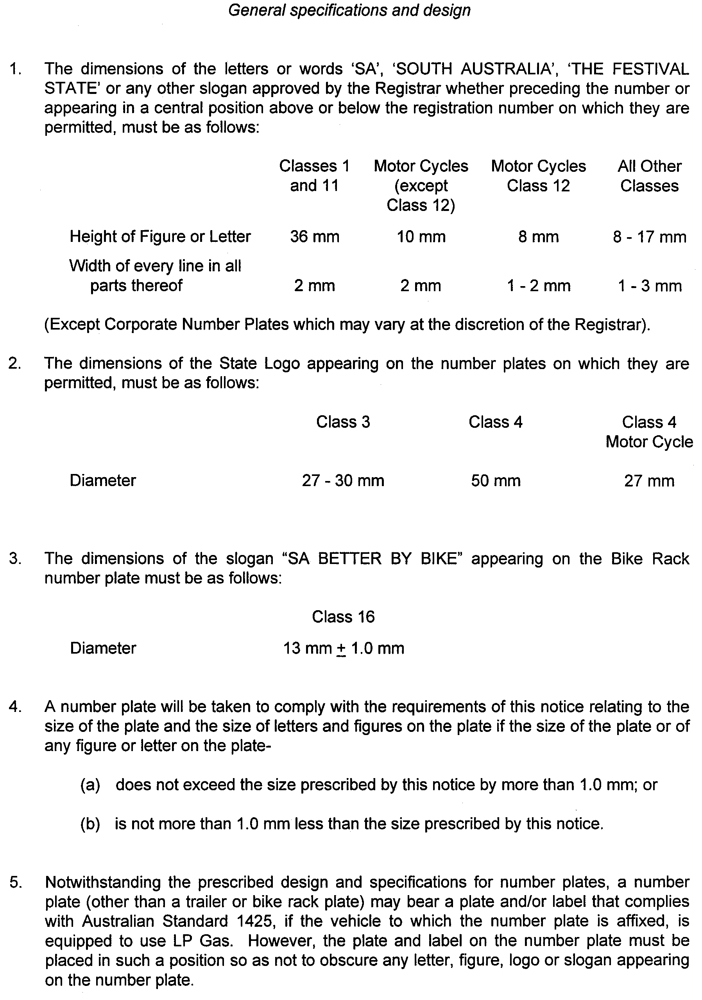 General specifications and design
1. The dimensions of the letters or words ‘SA’, ‘SOUTH AUSTRALIA’, ‘THE FESTIVAL
STATE’ or any other slogan approved by the Registrar whether preceding the number or
appearing in a central position above or below the registration number on which they are
permitted, must be as follows:
Classes 1 Motor Cycles Motor Cycles All Other
and 11 (except Class 12 Classes
Class 12)
Height of Figure or Letter 36 mm 10 mm 8 mm 8 - 17 mm
Width of every line in all
parts thereof 2 mm 2 mm 1 - 2 mm 1 - 3 mm
(Except Corporate Number Plates which may vary at the discretion of the Registrar).
2. The dimensions of the State Logo appearing on the number plates on which they are
permitted, must be as follows:
Class 3 Class 4 Class 4
Motor Cycle
Diameter 27 - 30 mm 50 mm 27 mm
3. The dimensions of the slogan “SA BETTER BY BIKE” appearing on the Bike Rack
number plate must be as follows:
Class 16
Diameter 13 mm ± 1.0 mm
4. A number plate will be taken to comply with the requirements of this notice relating to the
size of the plate and the size of letters and figures on the plate if the size of the plate or of
any figure or letter on the plate-
(a) does not exceed the size prescribed by this notice by more than 1.0 mm; or
(b) is not more than 1.0 mm less than the size prescribed by this notice.
5. Notwithstanding the prescribed design and specifications for number plates, a number
plate (other than a trailer or bike rack plate) may bear a plate and/or label that complies
with Australian Standard 1425, if the vehicle to which the number plate is affixed, is
equipped to use LP Gas. However, the plate and label on the number plate must be
placed in such a position so as not to obscure any letter, figure, logo or slogan appearing
on the number plate.